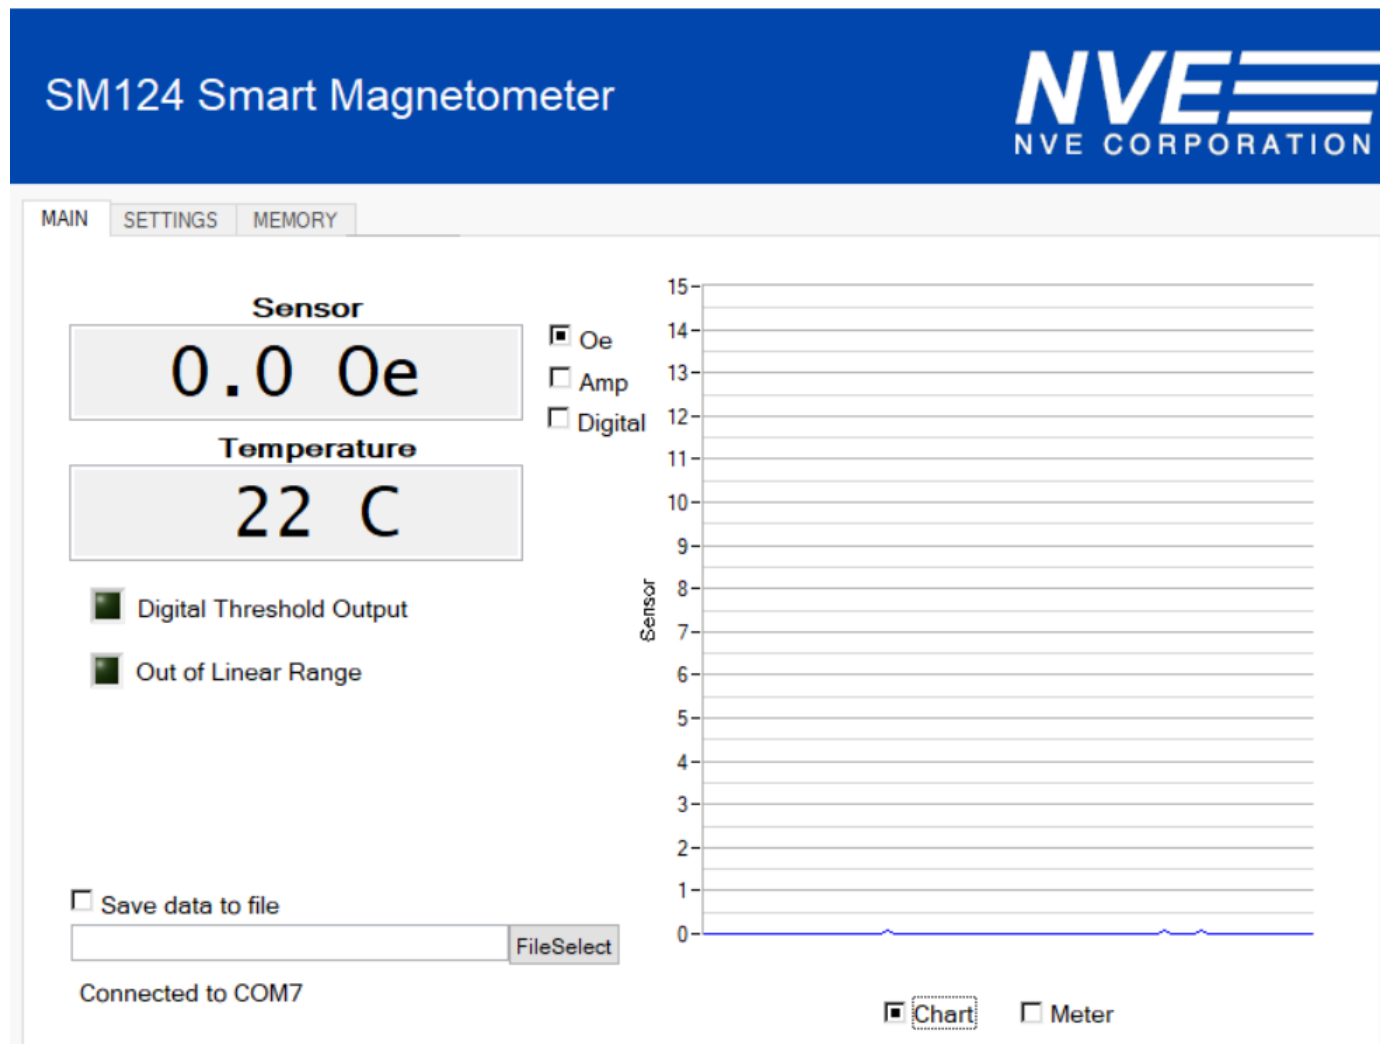 SM124 Smart Magnetometer
NVE
NVE CORPORATION
MAIN SETTINGS MEMORY
Sensor
0.0 Oe
Oe
Amp
Digital
Temperature
22 C
Digital Threshold Output
Out of Linear Range
Save data to file
FileSelect
Connected to COM7
15
14
13
12
11
10
9
8
7
6
5
4
3
2
1
0
Sensor
Chart Meter